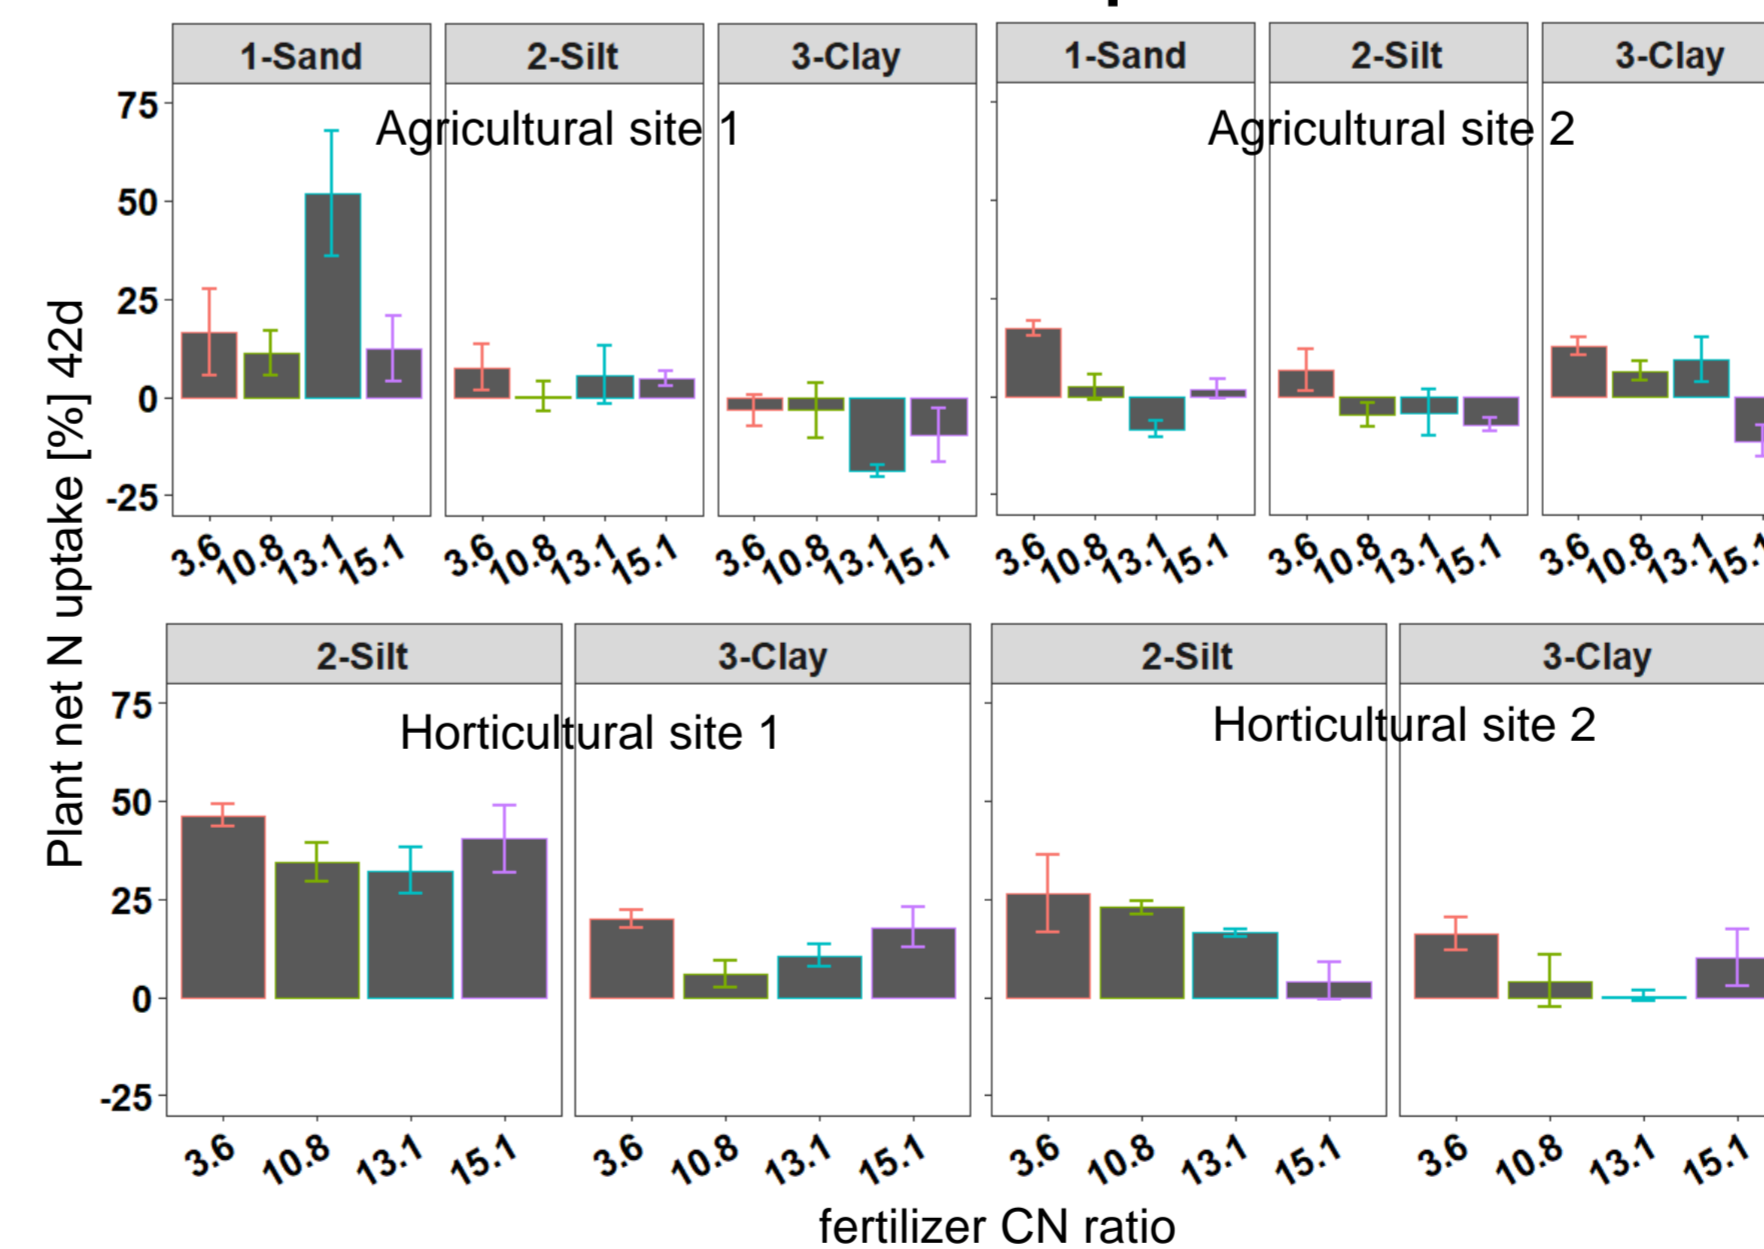 1-Sand 2-Silt 3-Clay 1-Sand 2-Silt 3-Clay
Agricultural site 1 Agricultural site 2
75
50
25
0
-25
3.6 10.8 13.1 15.1 3.6 10.8 13.1 15.1 3.6 10.8 13.1 15.1 3.6 10.8 13.1 15.1 3.6 10.8 13.1 15.1 3.6 10.8 13.1
Plant net N uptake [%] 42d
2-Silt 3-Clay 2-Silt 3-Clay
Horticultural site 1 Horticultural site 2
75
50
25
0
-25
3.6 10.8 13.1 15.1 3.6 10.8 13.1 15.1 3.6 10.8 13.1 15.1 3.6 10.8 13.1 15.1
fertilizer CN ratio